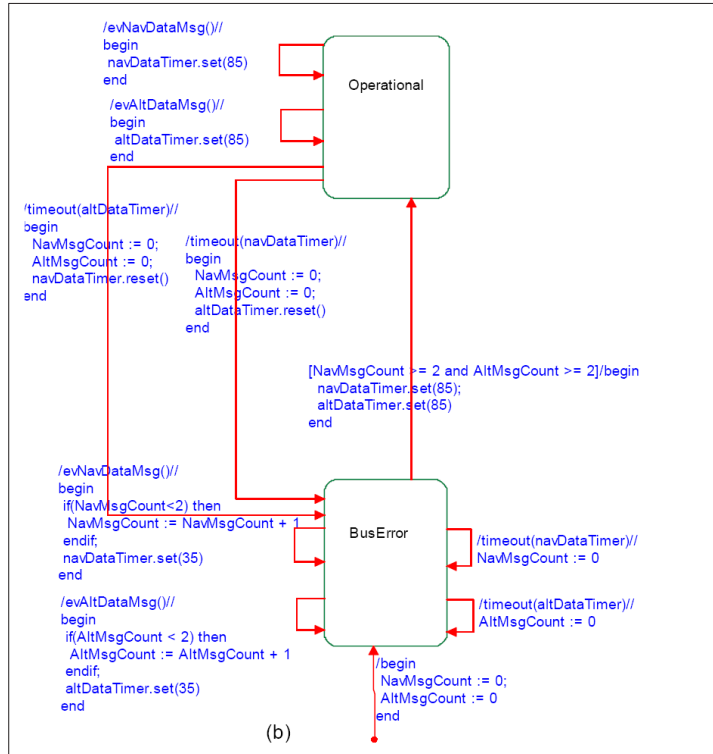 /evNavDataMsg()//
begin
navDataTimer.set(85)
end
Operational
/evAltDataMsg()//
begin
altDataTimer.set(85)
end
/timeout(altDataTimer)//
begin
NavMsgCount := 0;
AltMsgCount := 0;
navDataTimer.reset()
end
/timeout(navDataTimer)//
begin
NavMsgCount := 0;
AltMsgCount := 0;
altDataTimer.reset()
end
[NavMsgCount >= 2 and AltMsgCount >= 2]/begin
navDataTimer.set(85);
altDataTimer.set(85)
end
/evNavDataMsg()//
begin
if(NavMsgCount<2) then
NavMsgCount := NavMsgCount + 1
endif;
navDataTimer.set(35)
end
BusError
/timeout(navDataTimer)//
NavMsgCount := 0
/evAltDataMsg()//
begin
if(AltMsgCount < 2) then
AltMsgCount := AltMsgCount + 1
endif;
altDataTimer.set(35)
end
/timeout(altDataTimer)//
AltMsgCount := 0
/begin
NavMsgCount := 0;
AltMsgCount := 0
end
(b)